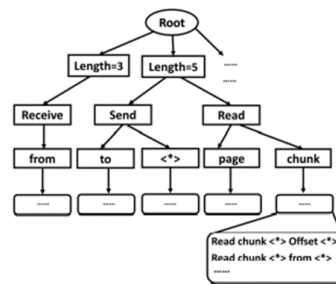 Root
Length=3 Length=5 ......
......
Receive Send Read
from to <*> page chunk
...... ...... ...... ...... ......
Read chunk <*> Offset <*>
Read chunk <*> from <*>
......